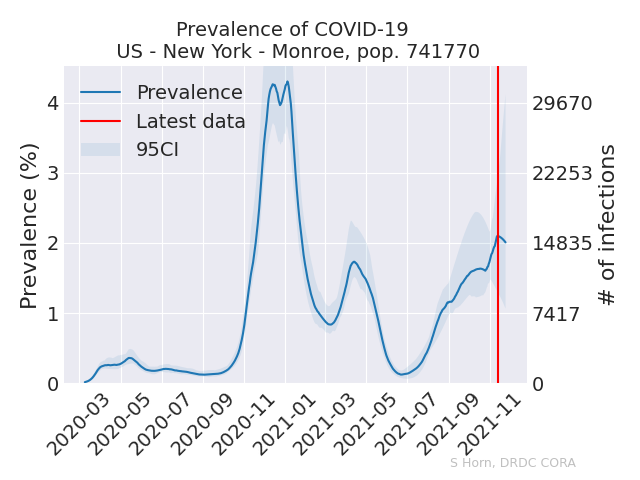 Prevalence of COVID-19
US - New York - Monroe, pop. 741770
Prevalence
Latest data
95CI
Prevalence (%)
4
3
2
1
0
29670
22253
14835
7417
0
# of infections
2020-03
2020-05
2020-07
2020-09
2020-11
2021-01
2021-03
2021-05
2021-07
2021-09
2021-11
S Horn, DRDC CORA